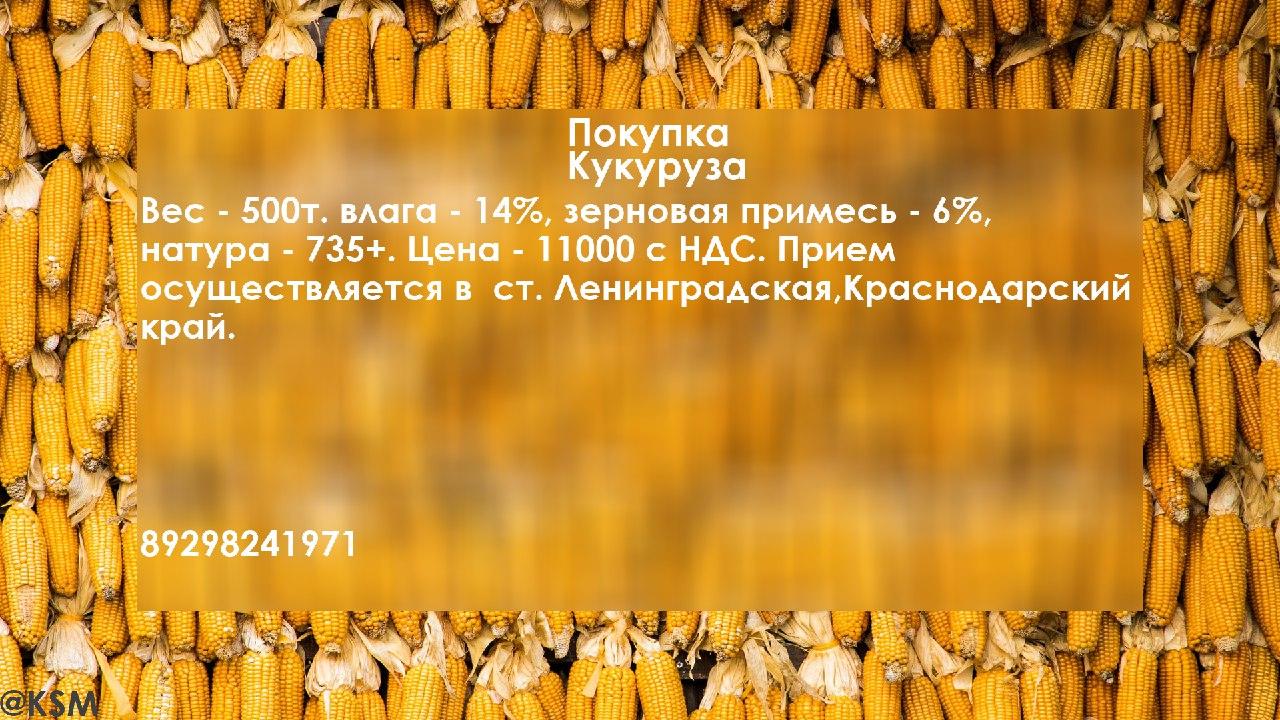 Покупка
Кукуруза
Вес - 500т. влага - 14%, зерновая примесь - 6%,
натура - 735+. Цена - 11000 с НДС. Прием
осуществляется в  ст. Ленинградская,Краснодарский
край.
89298241971
@KSM